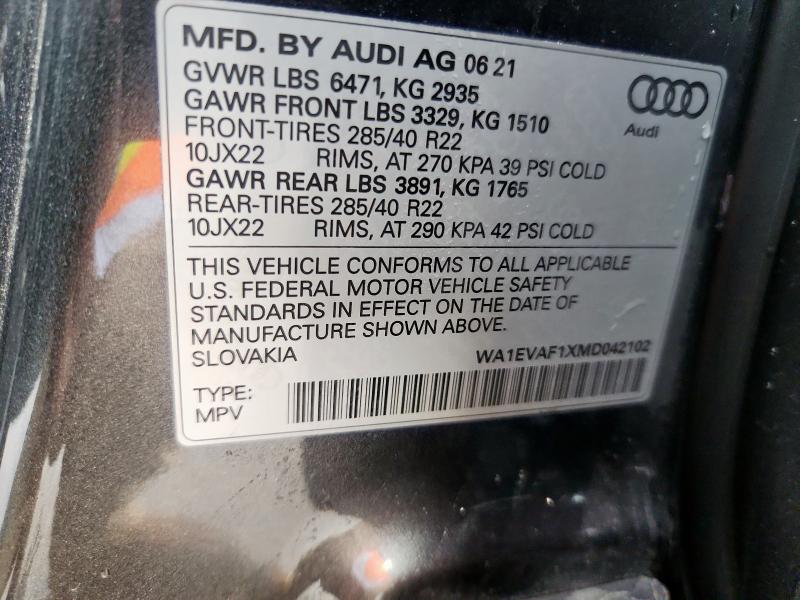 MFD. BY AUDI AG 06 21
GVWR LBS 6471, KG 2935
GAWR FRONT LBS 3329, KG 1510
FRONT-TIRES 285/40 R22
10JX22 RIMS, AT 270 KPA 39 PSI COLD
GAWR REAR LBS 3891, KG 1765
REAR-TIRES 285/40 R22
10JX22 RIMS, AT 290 KPA 42 PSI COLD
Audi
THIS VEHICLE CONFORMS TO ALL APPLICABLE
U.S. FEDERAL MOTOR VEHICLE SAFETY
STANDARDS IN EFFECT ON THE DATE OF
MANUFACTURE SHOWN ABOVE.
SLOVAKIA WA1EVAF1XMD042102
TYPE:
MPV